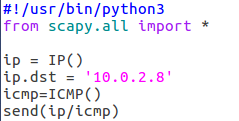 #!/usr/bin/python3
from scapy.all import *
ip = IP()
ip.dst = '10.0.2.8'
icmp=ICMP()
send(ip/icmp)